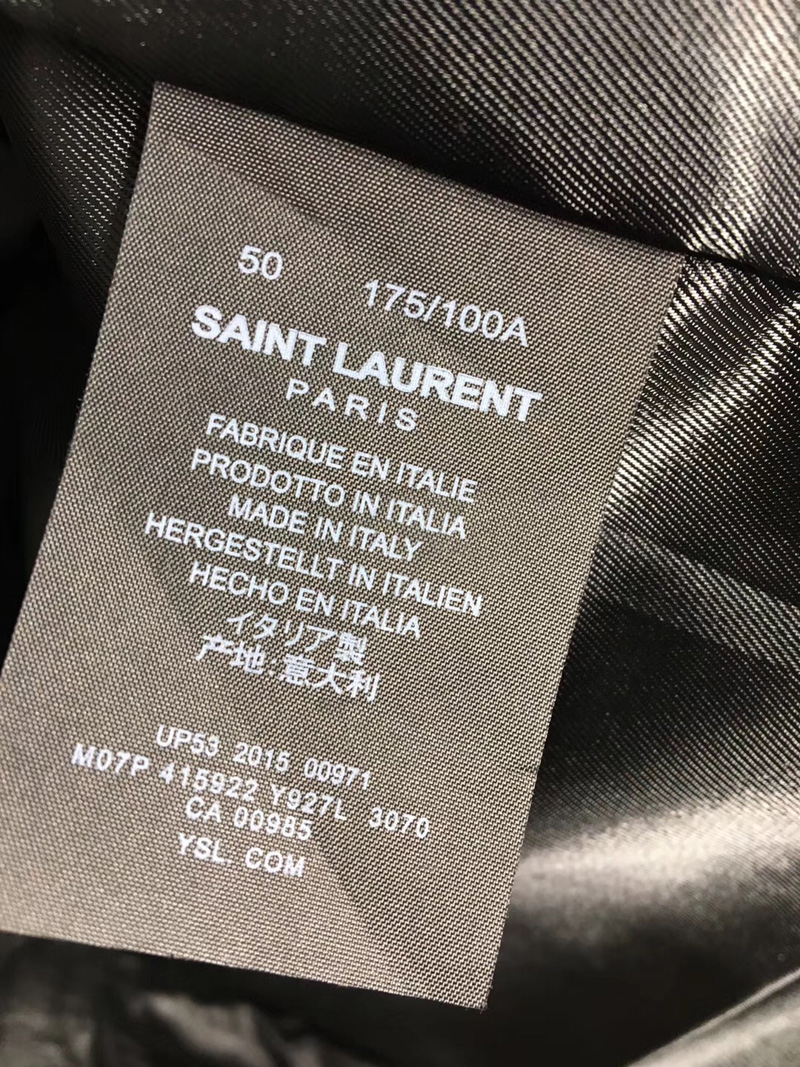 50 175/100A
SAINT LAURENT
PARIS
FABRIQUE EN ITALIE
PRODOTTO IN ITALIA
MADE IN ITALY
HERGESTELLT IN ITALIEN
HECHO EN ITALIA
イタリア製
产地:意大利
UP53 2015 00971
M07P 415922 Y927L 3070
CA 00985
YSL. COM